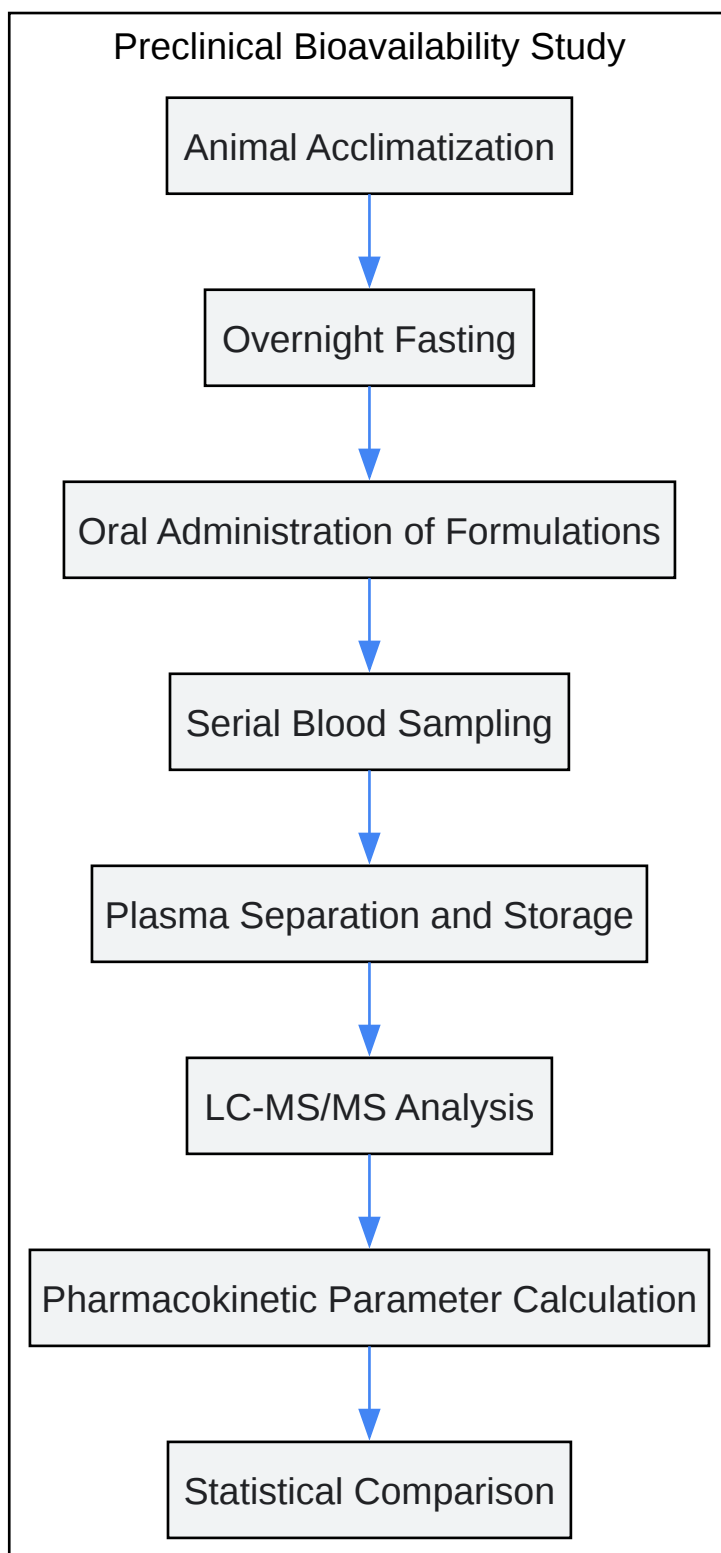 Preclinical Bioavailability Study
Animal Acclimatization
Overnight Fasting
Oral Administration of Formulations
Serial Blood Sampling
Plasma Separation and Storage
LC-MS/MS Analysis
Pharmacokinetic Parameter Calculation
Statistical Comparison